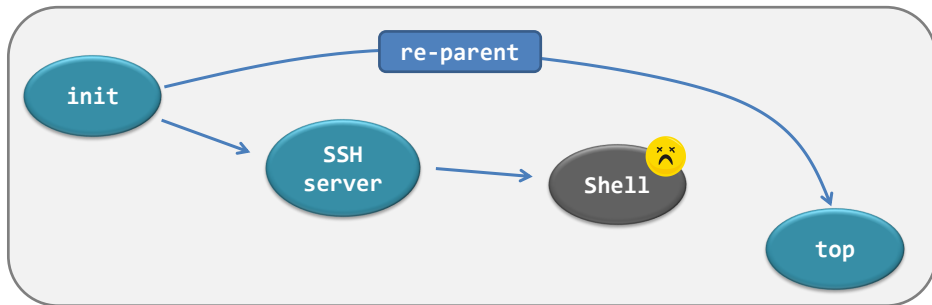 re-parent
init
SSH
server
Shell
top